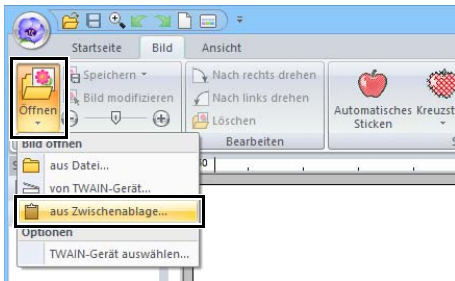 Startseite Bild Ansicht
Öffnen
Speichern
Bild modifizieren
Nach rechts drehen
Nach links drehen
Löschen
Bearbeiten
Automatisches Sticken
Bild öffnen
aus Datei...
von TWAIN-Gerät...
aus Zwischenablage...
Optionen
TWAIN-Gerät auswählen...